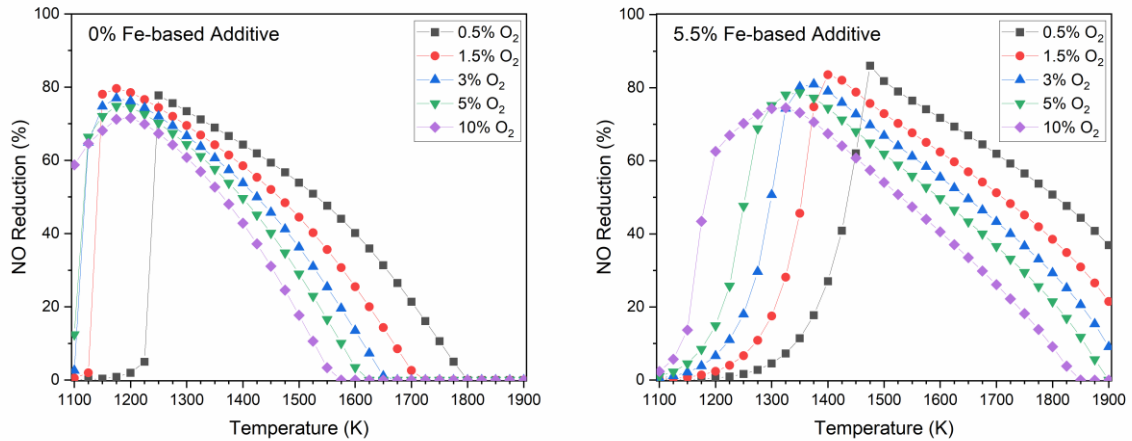 0% Fe-based Additive
0.5% O₂
1.5% O₂
3% O₂
5% O₂
10% O₂
NO Reduction (%)
100
80
60
40
20
0
1100 1200 1300 1400 1500 1600 1700 1800 1900
Temperature (K)
5.5% Fe-based Additive
0.5% O₂
1.5% O₂
3% O₂
5% O₂
10% O₂
NO Reduction (%)
100
80
60
40
20
0
1100 1200 1300 1400 1500 1600 1700 1800 1900
Temperature (K)